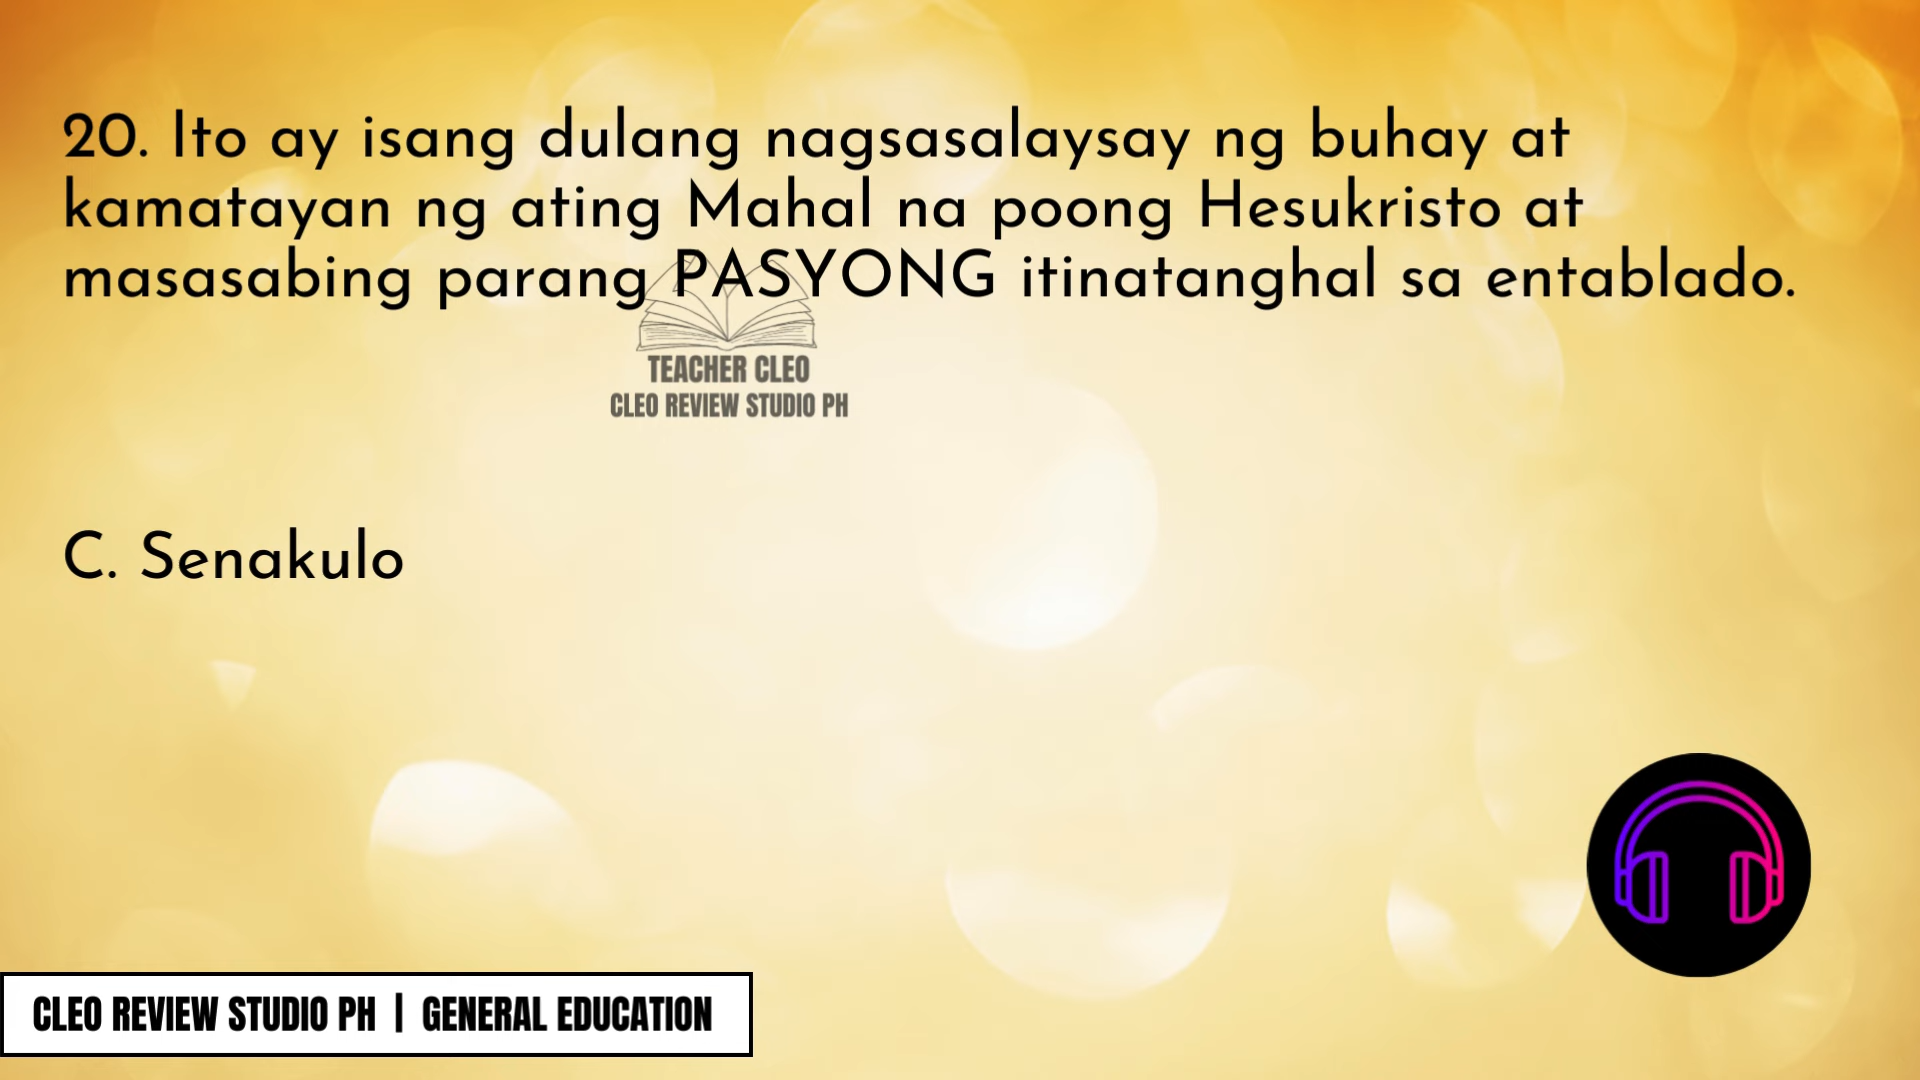 20. Ito ay isang dulang nagsasalaysay ng buhay at
kamatayan ng ating Mahal na poong Hesukristo at
masasabing parang PASYONG itinatanghal sa entablado.
TEACHER CLEO
CLEO REVIEW STUDIO PH
C. Senakulo
CLEO REVIEW STUDIO PH | GENERAL EDUCATION